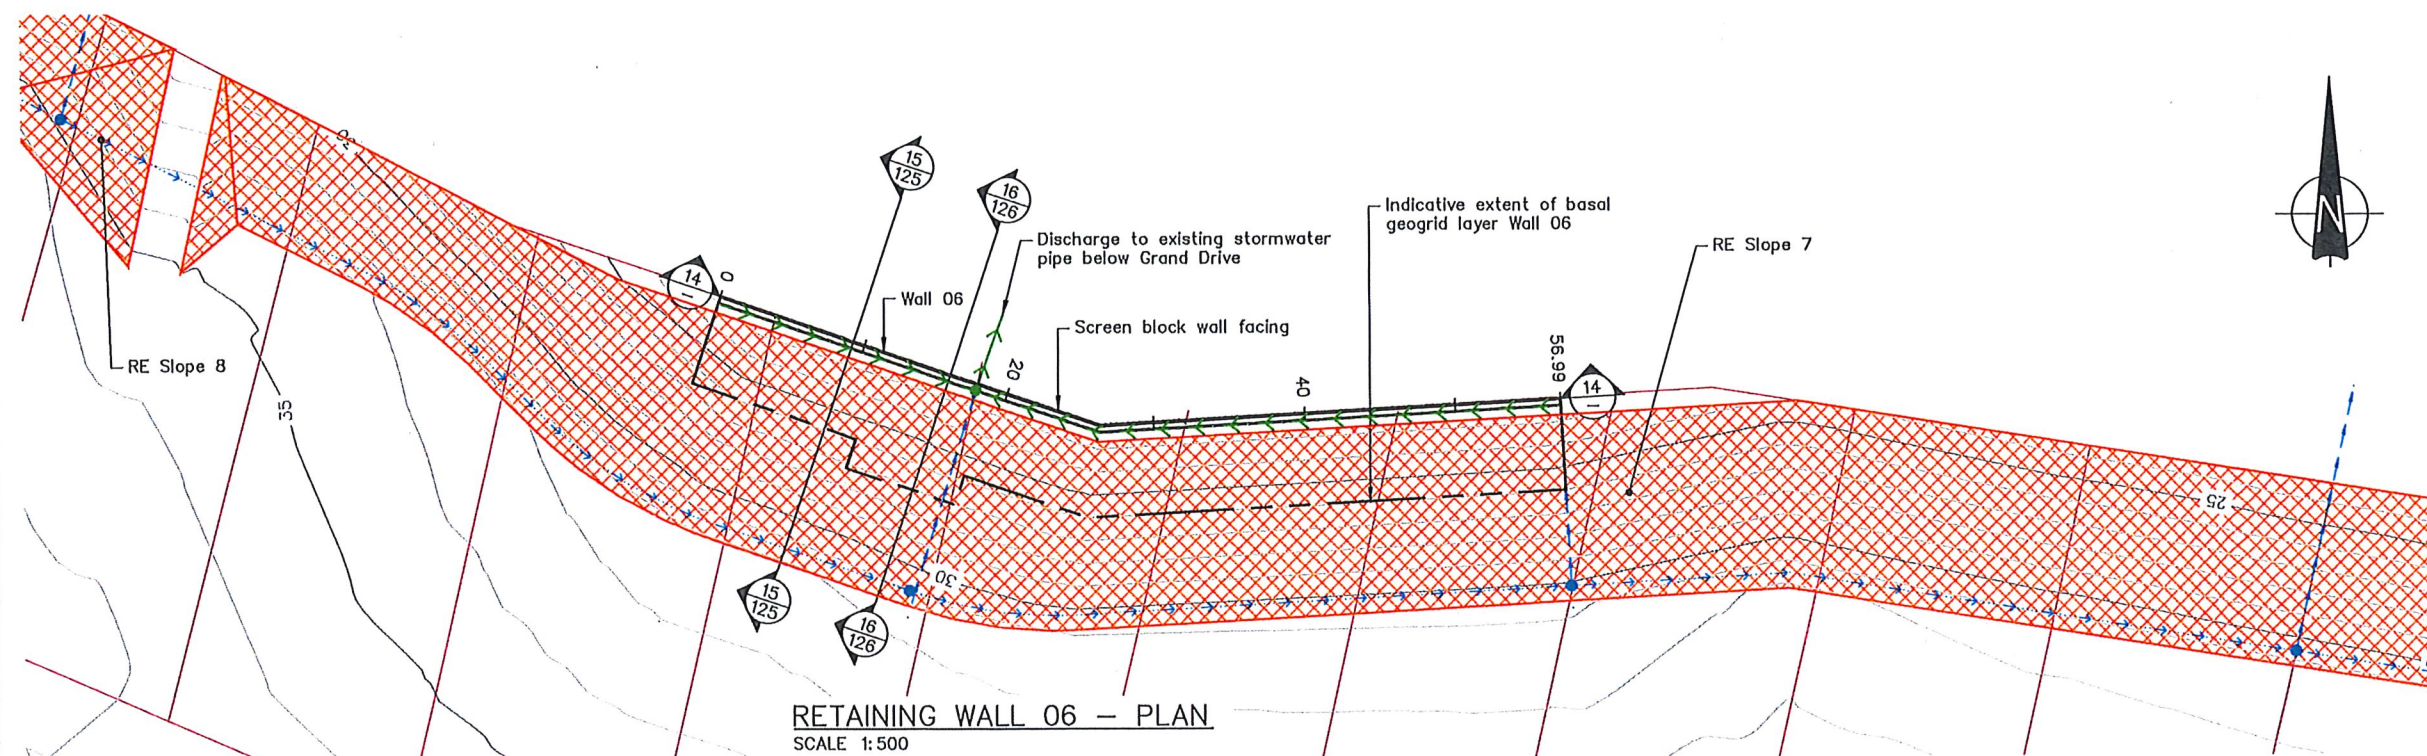 15
125
16
126
Indicative extent of basal
geogrid layer Wall 06
Discharge to existing stormwater
pipe below Grand Drive
RE Slope 7
N
14
–
0
Wall 06
Screen block wall facing
RE Slope 8
35
20
40
56.99
14
–
25
30
15
125
16
126
RETAINING WALL 06 – PLAN
SCALE 1:500